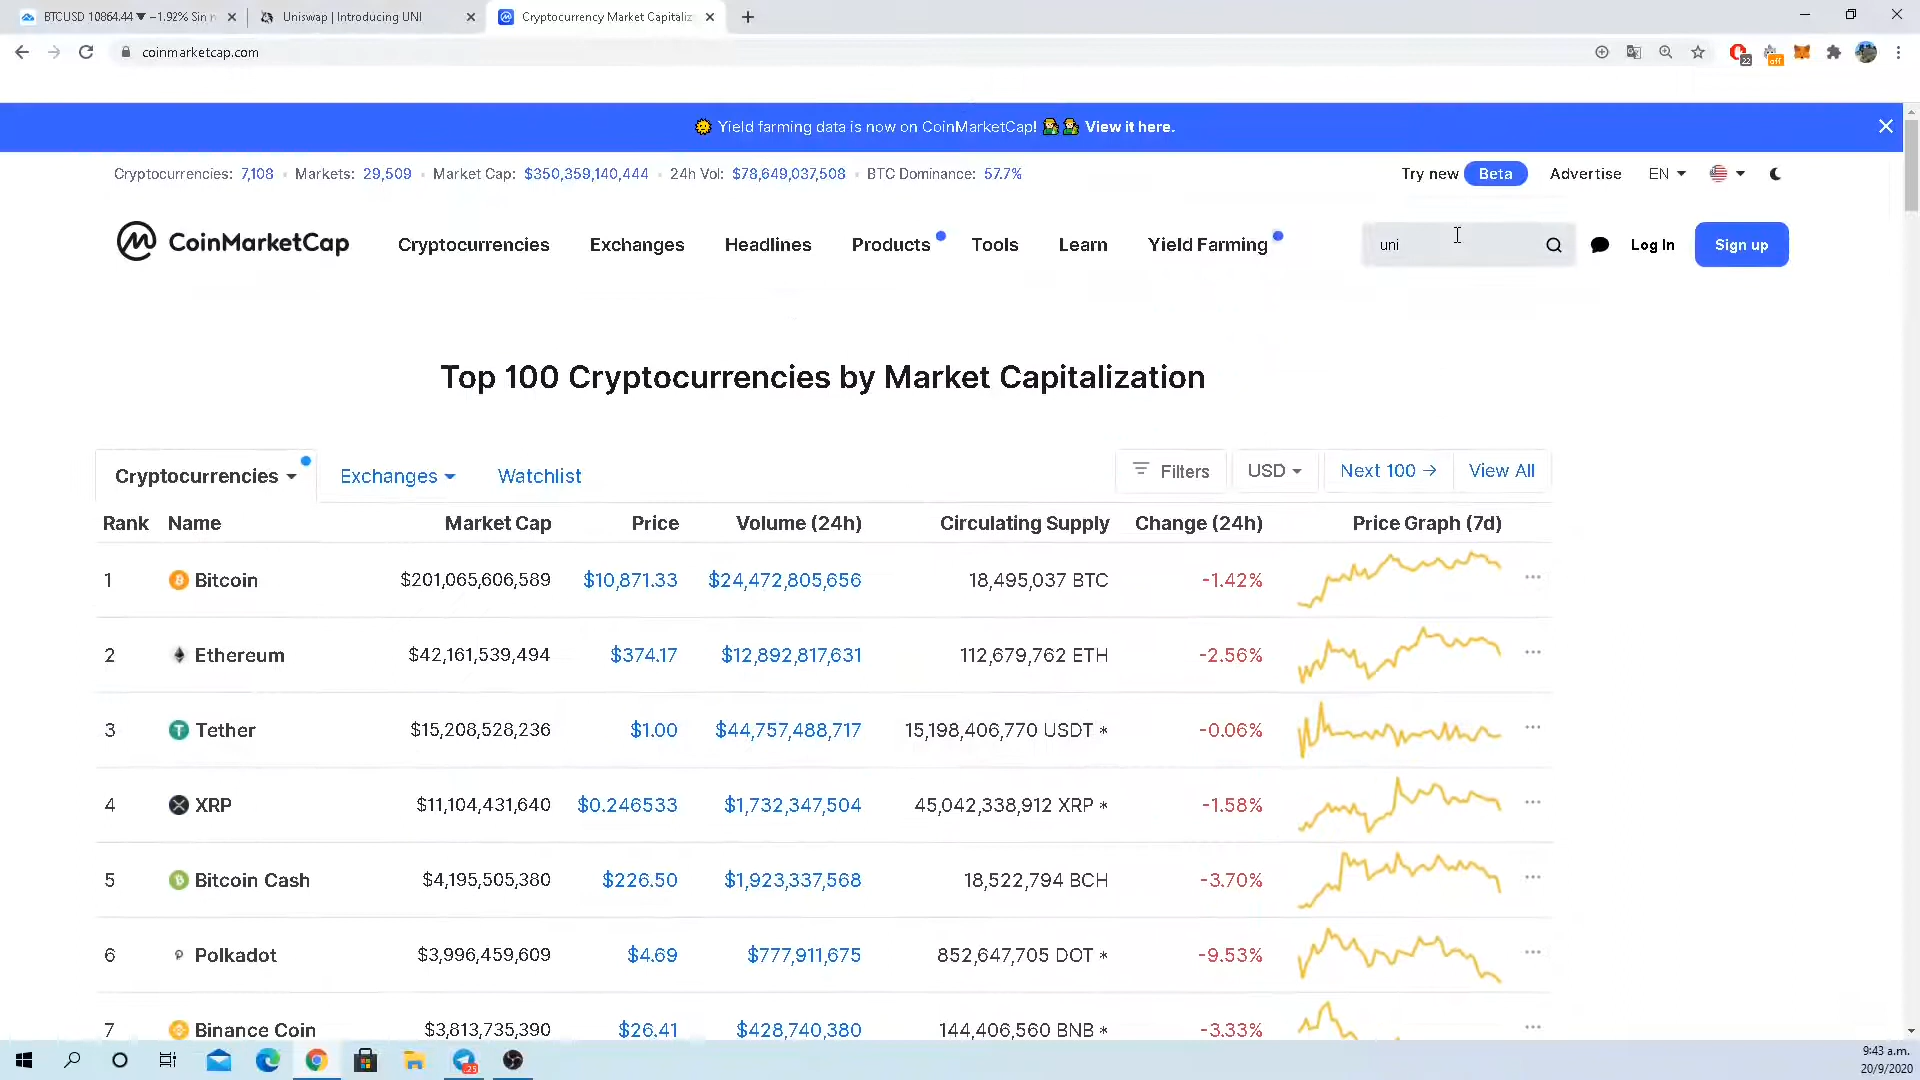 BTCUSD 10864.44 ▼ −1.92% Sin n
Uniswap | Introducing UNI
Cryptocurrency Market Capitaliz
coinmarketcap.com
22
off
Yield farming data is now on CoinMarketCap! View it here.
Cryptocurrencies: 7,108 • Markets: 29,509 • Market Cap: $350,359,140,444 • 24h Vol: $78,649,037,508 • BTC Dominance: 57.7%
Try new Beta Advertise EN
CoinMarketCap
Cryptocurrencies Exchanges Headlines Products Tools Learn Yield Farming
uni
Log In Sign up
Top 100 Cryptocurrencies by Market Capitalization
Cryptocurrencies Exchanges Watchlist
Filters USD Next 100 → View All
Rank Name Market Cap Price Volume (24h) Circulating Supply Change (24h) Price Graph (7d)
1 Bitcoin $201,065,606,589 $10,871.33 $24,472,805,656 18,495,037 BTC -1.42%
2 Ethereum $42,161,539,494 $374.17 $12,892,817,631 112,679,762 ETH -2.56%
3 Tether $15,208,528,236 $1.00 $44,757,488,717 15,198,406,770 USDT * -0.06%
4 XRP $11,104,431,640 $0.246533 $1,732,347,504 45,042,338,912 XRP * -1.58%
5 Bitcoin Cash $4,195,505,380 $226.50 $1,923,337,568 18,522,794 BCH -3.70%
6 Polkadot $3,996,459,609 $4.69 $777,911,675 852,647,705 DOT * -9.53%
7 Binance Coin $3,813,735,390 $26.41 $428,740,380 144,406,560 BNB * -3.33%
25
9:43 a.m.
20/9/2020